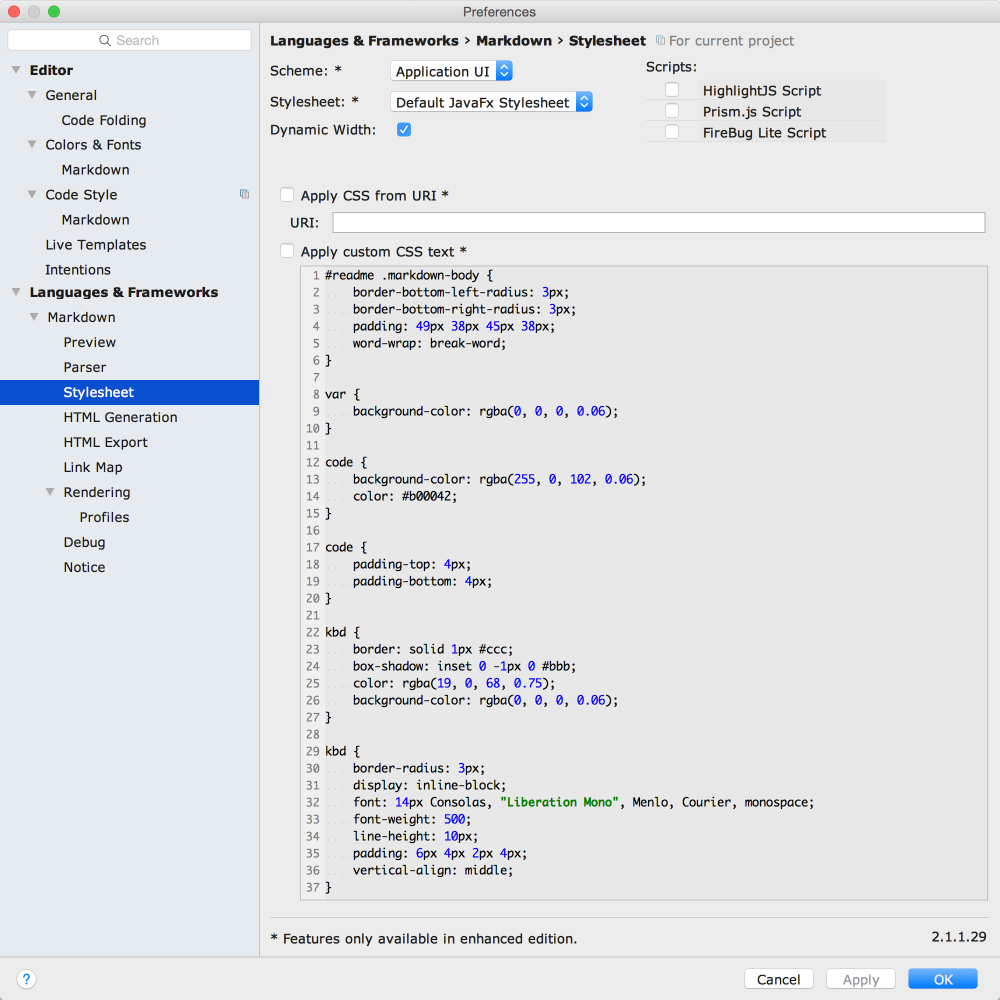 Preferences
Search
Editor
General
Code Folding
Colors & Fonts
Markdown
Code Style
Markdown
Live Templates
Intentions
Languages & Frameworks
Markdown
Preview
Parser
Stylesheet
HTML Generation
HTML Export
Link Map
Rendering
Profiles
Debug
Notice
Languages & Frameworks › Markdown › Stylesheet For current project
Scheme: * Application UI
Stylesheet: * Default JavaFx Stylesheet
Dynamic Width:
Scripts:
HighlightJS Script
Prism.js Script
FireBug Lite Script
Apply CSS from URI *
URI:
Apply custom CSS text *
1 #readme .markdown-body {
2 border-bottom-left-radius: 3px;
3 border-bottom-right-radius: 3px;
4 padding: 49px 38px 45px 38px;
5 word-wrap: break-word;
6 }
7
8 var {
9 background-color: rgba(0, 0, 0, 0.06);
10 }
11
12 code {
13 background-color: rgba(255, 0, 102, 0.06);
14 color: #b00042;
15 }
16
17 code {
18 padding-top: 4px;
19 padding-bottom: 4px;
20 }
21
22 kbd {
23 border: solid 1px #ccc;
24 box-shadow: inset 0 -1px 0 #bbb;
25 color: rgba(19, 0, 68, 0.75);
26 background-color: rgba(0, 0, 0, 0.06);
27 }
28
29 kbd {
30 border-radius: 3px;
31 display: inline-block;
32 font: 14px Consolas, "Liberation Mono", Menlo, Courier, monospace;
33 font-weight: 500;
34 line-height: 10px;
35 padding: 6px 4px 2px 4px;
36 vertical-align: middle;
37 }
* Features only available in enhanced edition.
2.1.1.29
?
Cancel
Apply
OK